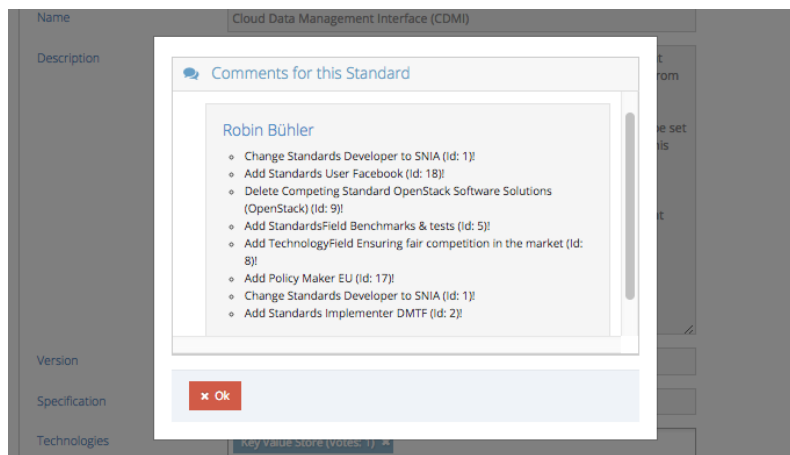 Name
Cloud Data Management Interface (CDMI)
Description
Comments for this Standard
Robin Bühler
Change Standards Developer to SNIA (Id: 1)!
Add Standards User Facebook (Id: 18)!
Delete Competing Standard OpenStack Software Solutions
(OpenStack) (Id: 9)!
Add StandardsField Benchmarks & tests (Id: 5)!
Add TechnologyField Ensuring fair competition in the market (Id:
8)!
Add Policy Maker EU (Id: 17)!
Change Standards Developer to SNIA (Id: 1)!
Add Standards Implementer DMTF (Id: 2)!
Version
Ok
Specification
Technologies
Key Value Store (Votes: 1) ×